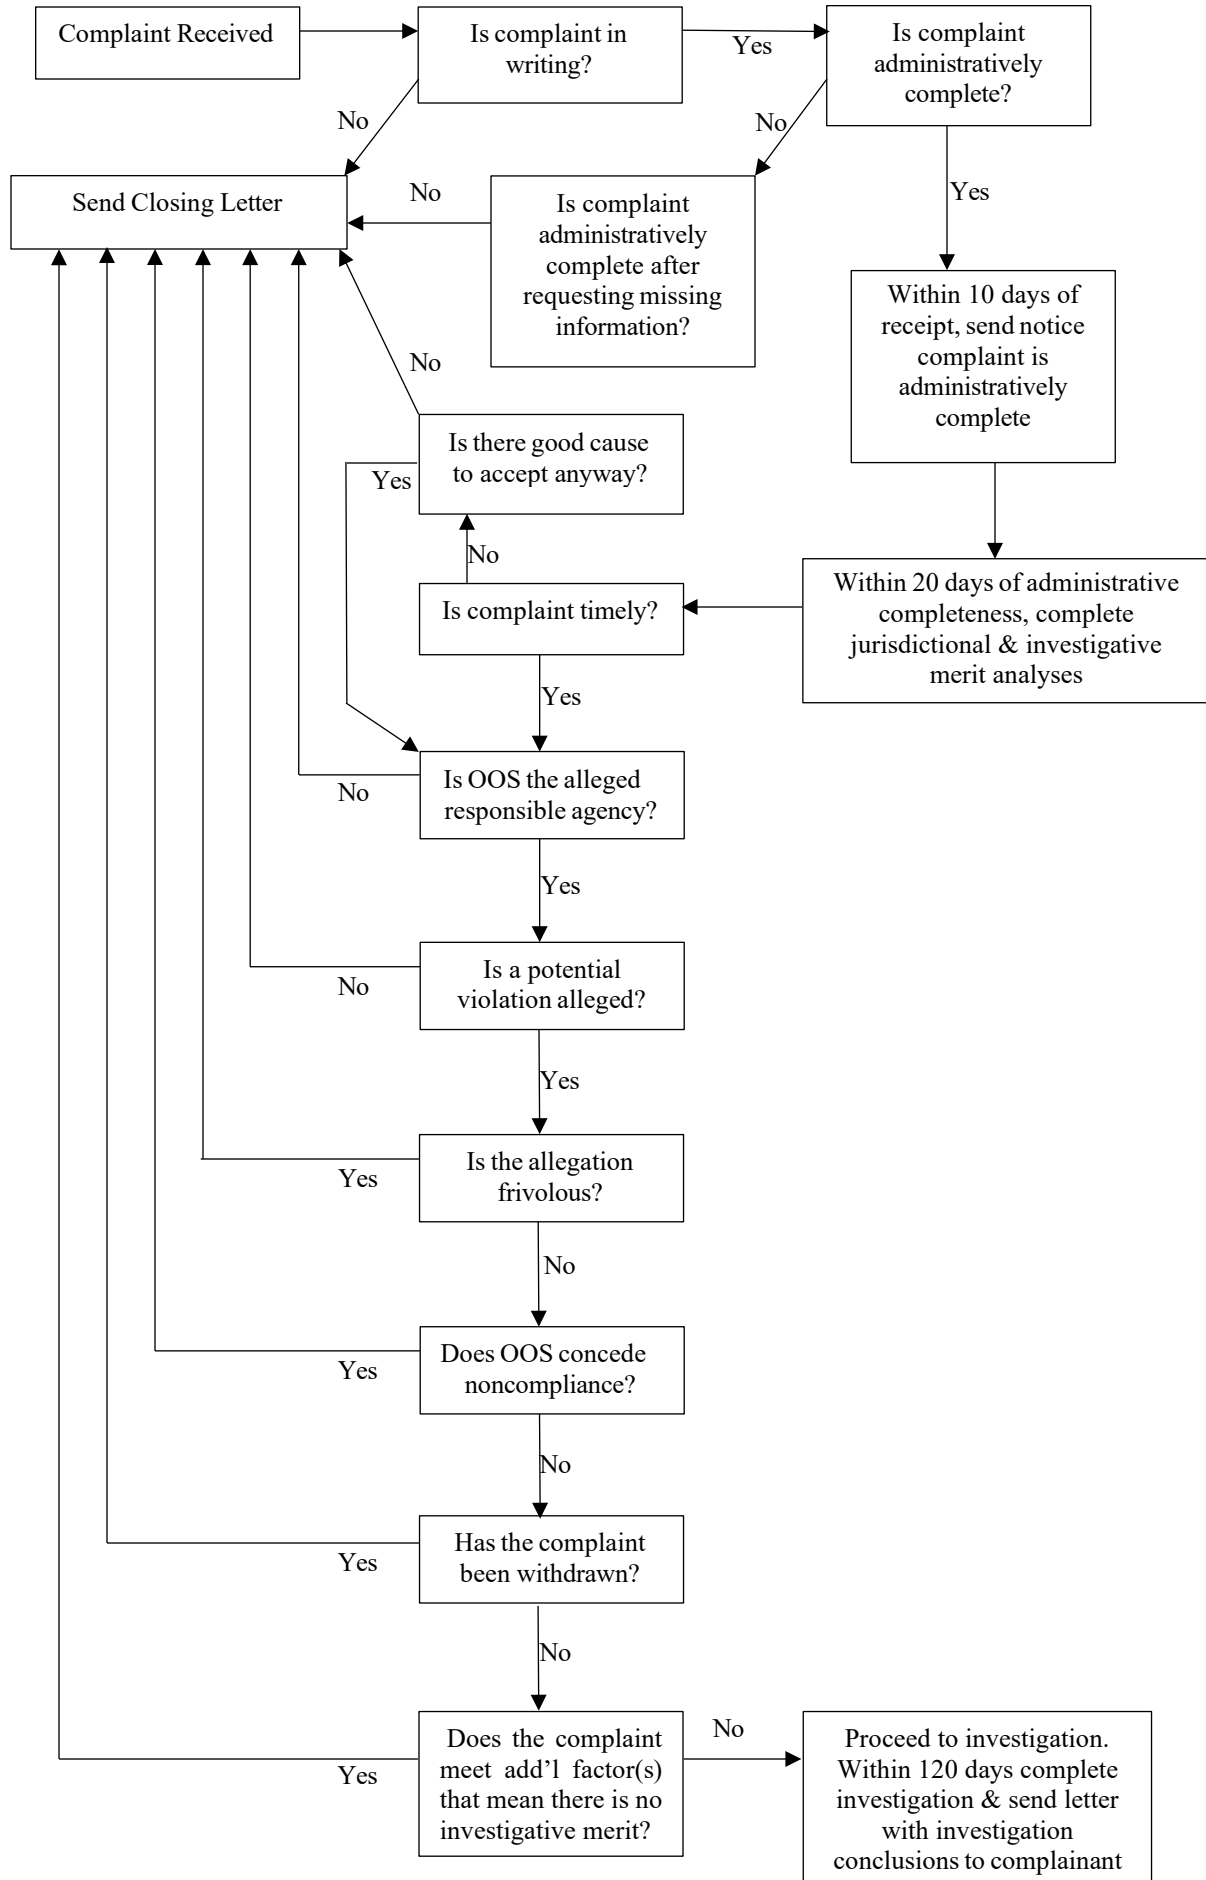 Complaint Received
Is complaint in
writing?
Yes
Is complaint
administratively
complete?
No
No
Yes
Send Closing Letter
No
Is complaint
administratively
complete after
requesting missing
information?
Within 10 days of
receipt, send notice
complaint is
administratively
complete
No
Is there good cause
to accept anyway?
Yes
No
Is complaint timely?
Within 20 days of administrative
completeness, complete
jurisdictional & investigative
merit analyses
Yes
Is OOS the alleged
responsible agency?
No
Yes
Is a potential
violation alleged?
No
Yes
Is the allegation
frivolous?
Yes
No
Does OOS concede
noncompliance?
Yes
No
Has the complaint
been withdrawn?
Yes
No
Does the complaint
meet add’l factor(s)
that mean there is no
investigative merit?
Yes
No
Proceed to investigation.
Within 120 days complete
investigation & send letter
with investigation
conclusions to complainant